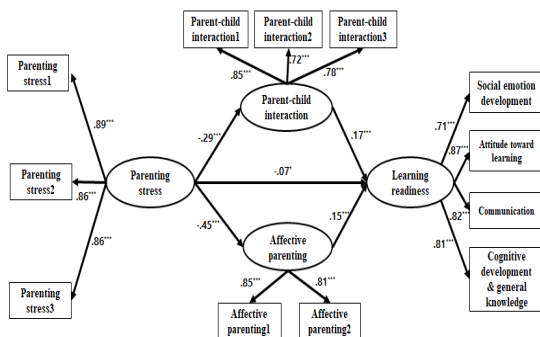 Parent-child
interaction1
Parent-child
interaction2
Parent-child
interaction3
Parenting
stress1
.85***
.72***
.78***
Social emotion
development
Parent-child
interaction
.89***
-.29***
.17***
.71***
.87***
Attitude toward
learning
Parenting
stress2
.86***
Parenting
stress
-.07*
Learning
readiness
Communication
.82***
.86***
-.45***
.15***
.81***
Affective
parenting
Cognitive
development
& general
knowledge
Parenting
stress3
.85***
.81***
Affective
parenting1
Affective
parenting2